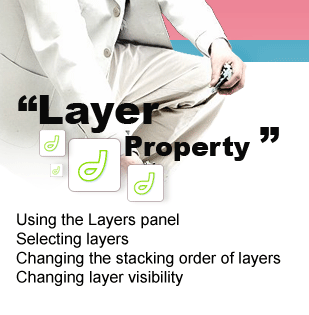 “Layer
Property ”
Using the Layers panel
Selecting layers
Changing the stacking order of layers
Changing layer visibility